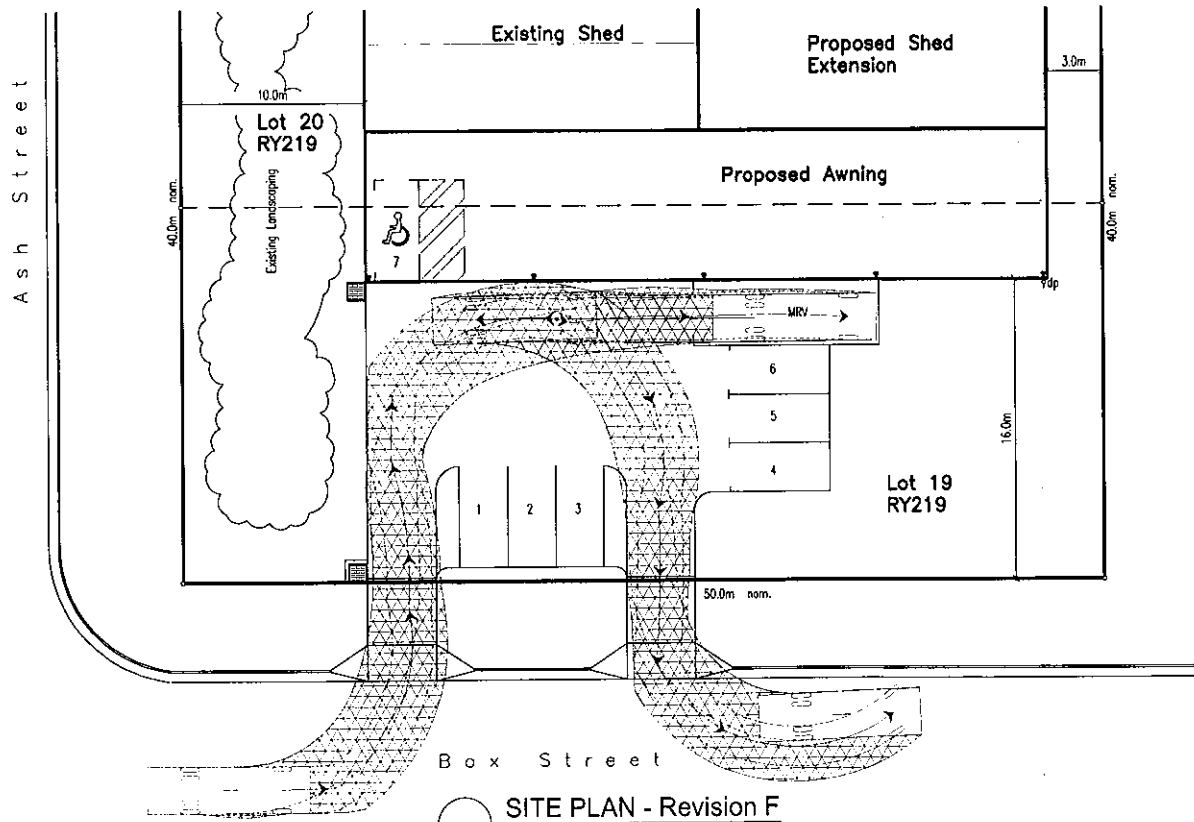 Ash Street
Existing Shed
Proposed Shed
Extension
3.0m
10.0m
Lot 20
RY219
Existing Landscaping
40.0m nom.
Proposed Awning
40.0m nom.
7
dp
MRV
6
5
4
16.0m
1
2
3
Lot 19
RY219
50.0m nom.
Box Street
SITE PLAN - Revision F